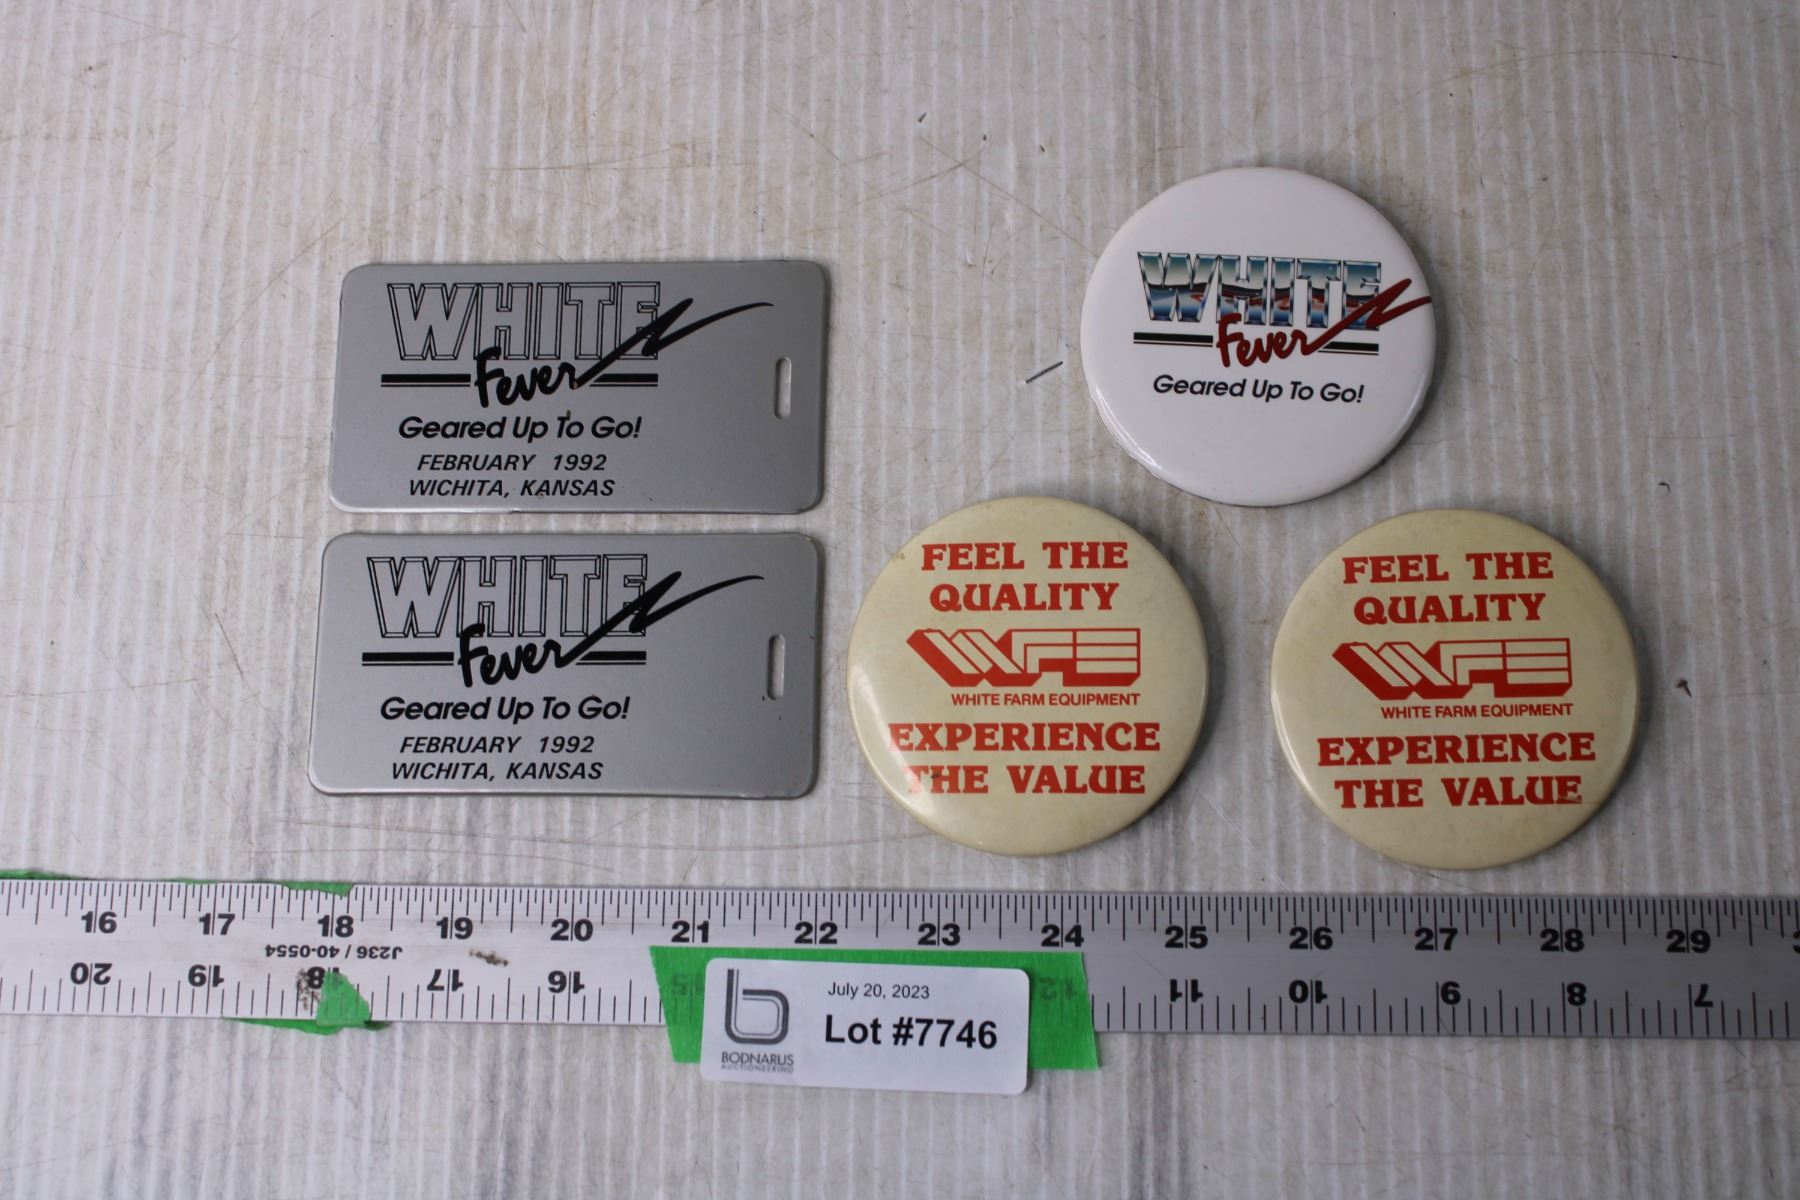 WHITE
Fever
Geared Up To Go!
FEBRUARY 1992
WICHITA, KANSAS
WHITE
Fever
Geared Up To Go!
FEBRUARY 1992
WICHITA, KANSAS
WHITE
Fever
Geared Up To Go!
FEEL THE
QUALITY
WFE
WHITE FARM EQUIPMENT
EXPERIENCE
THE VALUE
FEEL THE
QUALITY
WFE
WHITE FARM EQUIPMENT
EXPERIENCE
THE VALUE
16 17 18 19 20 21 22 23 24 25 26 27 28 29
J236 / 40-0554
20 19 18 17 16 15 12 11 10 9 8 7
July 20, 2023
Lot #7746
BODNARUS
AUCTIONEERING